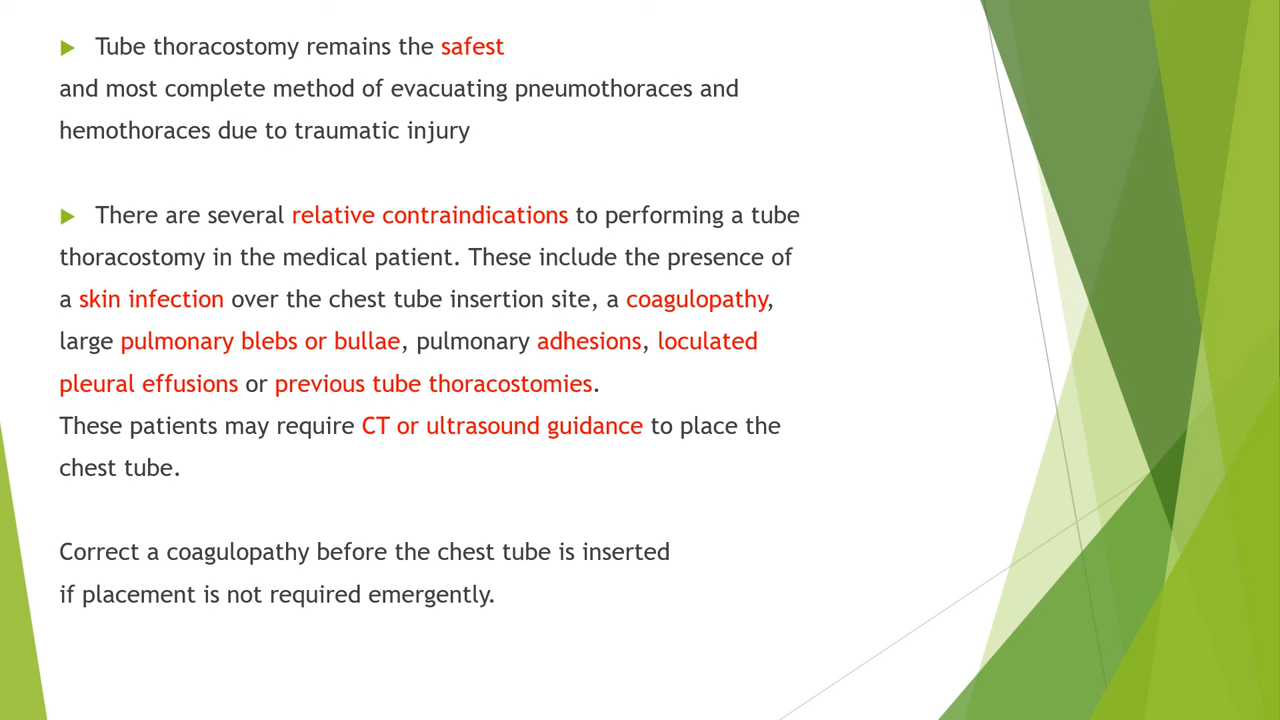 Tube thoracostomy remains the safest
and most complete method of evacuating pneumothoraces and
hemothoraces due to traumatic injury
There are several relative contraindications to performing a tube
thoracostomy in the medical patient. These include the presence of
a skin infection over the chest tube insertion site, a coagulopathy,
large pulmonary blebs or bullae, pulmonary adhesions, loculated
pleural effusions or previous tube thoracostomies.
These patients may require CT or ultrasound guidance to place the
chest tube.
Correct a coagulopathy before the chest tube is inserted
if placement is not required emergently.